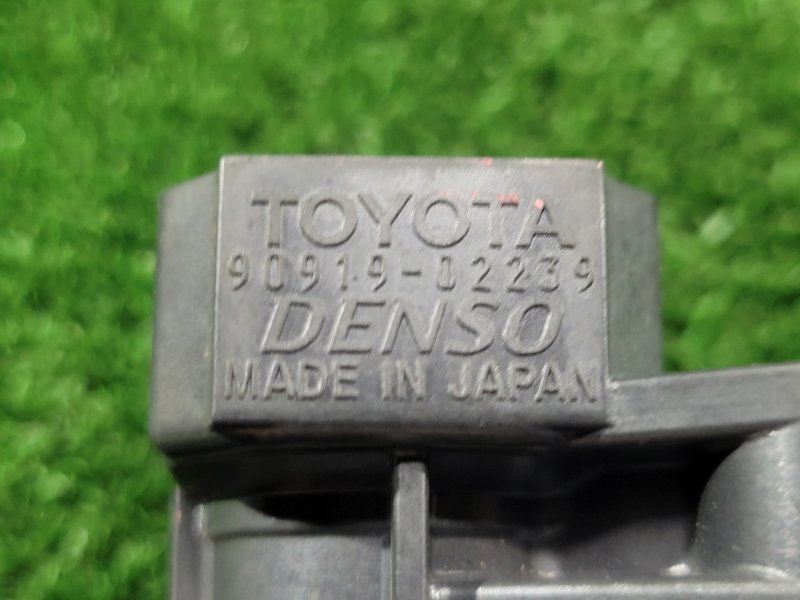 TOYOTA
90919-02239
DENSO
MADE IN JAPAN